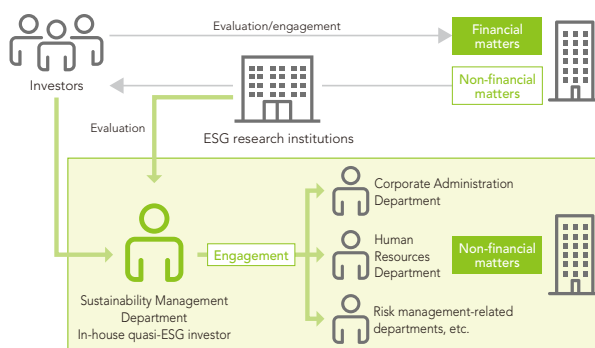 Evaluation/engagement
Financial
matters
Investors
Non-financial
matters
Evaluation
ESG research institutions
Corporate Administration
Department
Engagement
Human
Resources
Department
Non-financial
matters
Sustainability Management
Department
In-house quasi-ESG investor
Risk management-related
departments, etc.